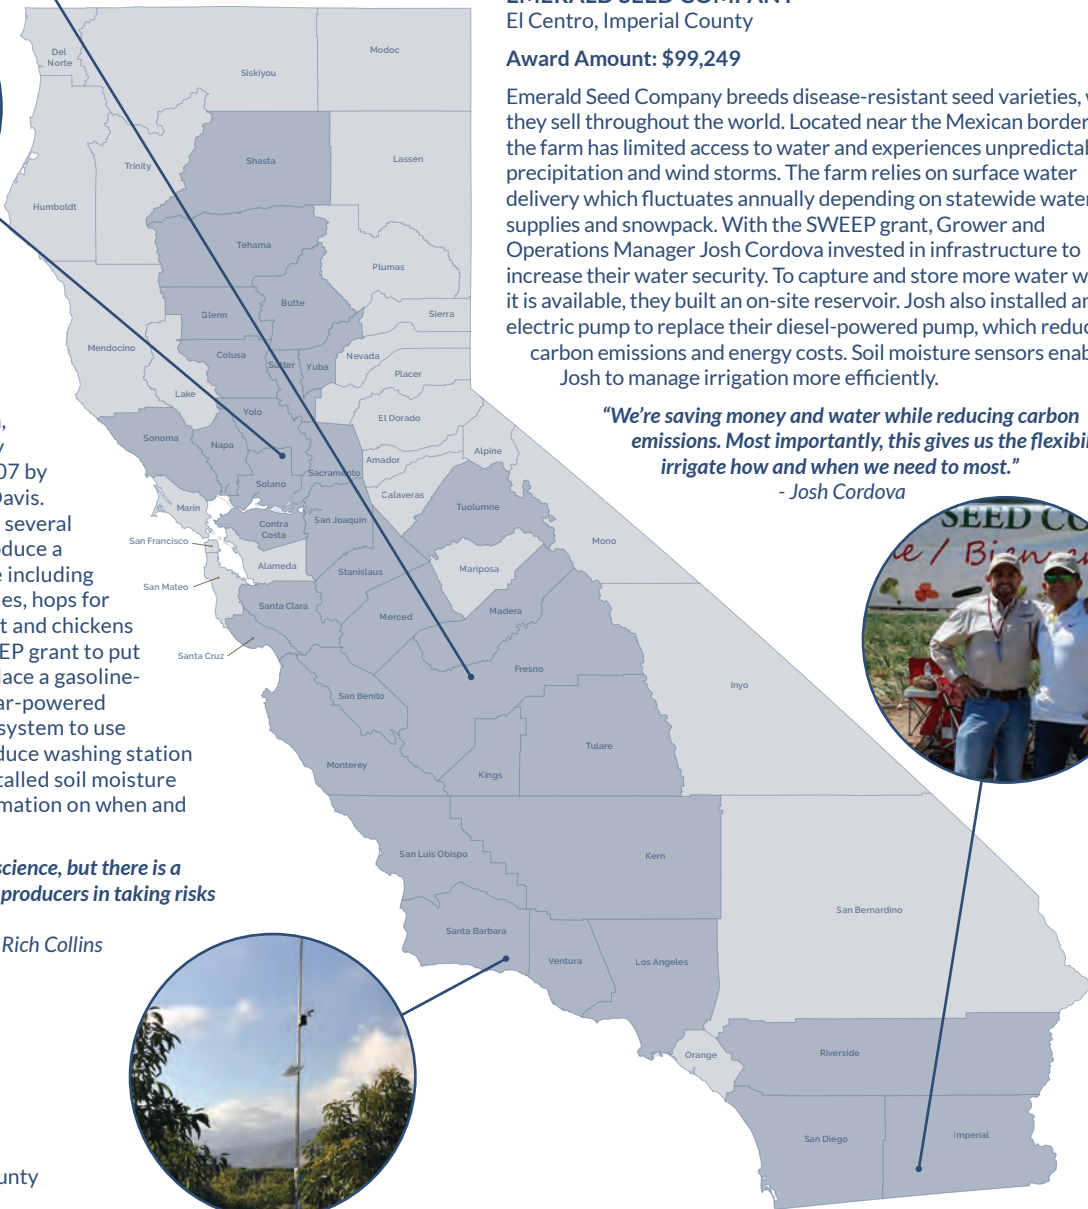 EMERALD SEED COMPANY
El Centro, Imperial County
Award Amount: $99,249
Emerald Seed Company breeds disease-resistant seed varieties,
they sell throughout the world. Located near the Mexican border
the farm has limited access to water and experiences
precipitation and wind storms. The farm relies on surface water
delivery which fluctuates annually depending on statewide water
supplies and snowpack. With the SWEEP grant, Grower and
Operations Manager Josh Cordova invested in infrastructure to
increase their water security. To capture and store more water
it is available, they built an on-site reservoir. Josh also installed
electric pump to replace their diesel-powered pump, which
carbon emissions and energy costs. Soil moisture sensors
Josh to manage irrigation more efficiently.
“We’re saving money and water while reducing carbon
emissions. Most importantly, this gives us the
irrigate how and when we need to most.”
- Josh Cordova
SEED CO
Del
Norte
Siskiyou
Modoc
Shasta
Lassen
Trinity
Humboldt
Tehama
Plumas
Butte
Glenn
Sierra
Mendocino
Colusa
Sutter
Yuba
Nevada
Placer
Lake
Yolo
El Dorado
Sonoma
Napa
Alpine
Sacramento
Amador
Solano
Calaveras
Marin
Tuolumne
Contra
Costa
San Joaquin
San Francisco
Mono
Alameda
Stanislaus
Mariposa
San Mateo
Santa Clara
Merced
Madera
Santa Cruz
Fresno
San Benito
Inyo
Tulare
Monterey
Kings
San Luis Obispo
Kern
San Bernardino
Santa Barbara
Ventura
Los Angeles
Orange
Riverside
San Diego
Imperial
07 by
Davis.
several
oduce a
e including
ies, hops for
t and chickens
EP grant to put
lace a gasoline-
ar-powered
system to use
duce washing station
talled soil moisture
mation on when and
science, but there is a
producers in taking risks
Rich Collins
unty